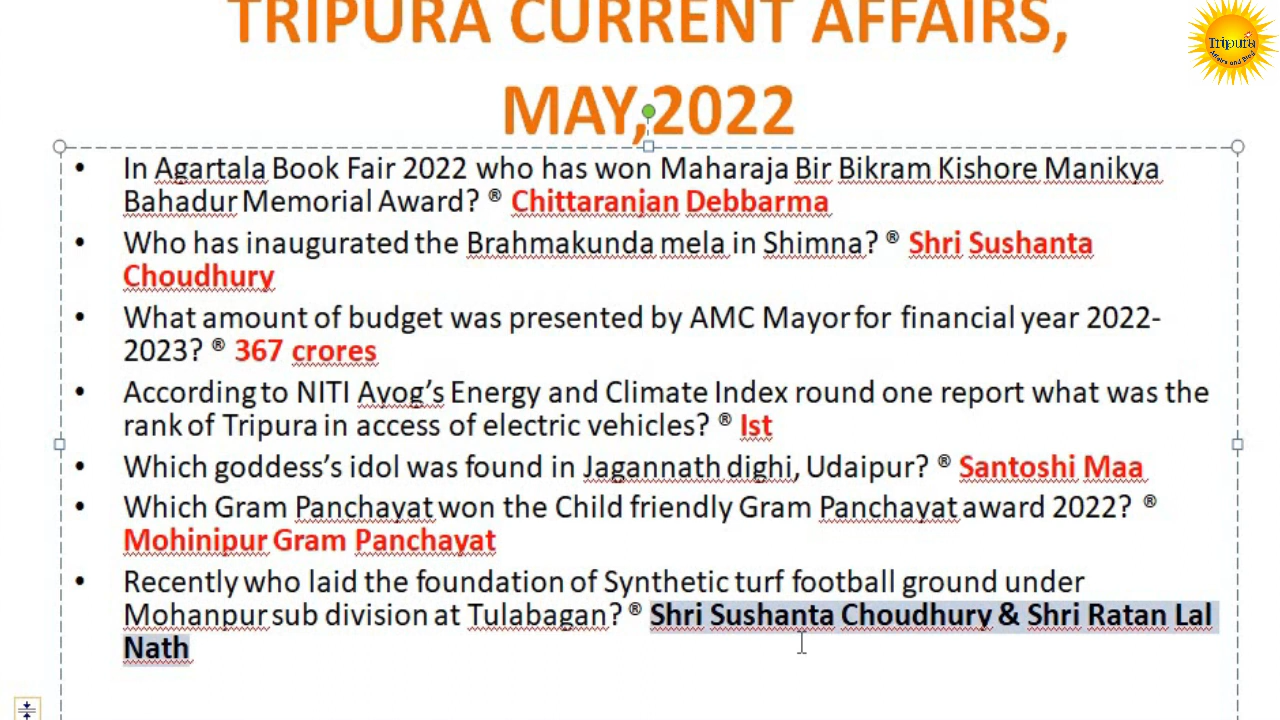 TRIPURA CURRENT AFFAIRS,
MAY,2022
Tripura
Affairs and Blog
• In Agartala Book Fair 2022 who has won Maharaja Bir Bikram Kishore Manikya
Bahadur Memorial Award? ® Chittaranjan Debbarma
• Who has inaugurated the Brahmakunda mela in Shimna? ® Shri Sushanta
Choudhury
• What amount of budget was presented by AMC Mayor for financial year 2022-
2023? ® 367 crores
• According to NITI Ayog’s Energy and Climate Index round one report what was the
rank of Tripura in access of electric vehicles? ® Ist
• Which goddess’s idol was found in Jagannath dighi, Udaipur? ® Santoshi Maa
• Which Gram Panchayat won the Child friendly Gram Panchayat award 2022? ®
Mohinipur Gram Panchayat
• Recently who laid the foundation of Synthetic turf football ground under
Mohanpur sub division at Tulabagan? ® Shri Sushanta Choudhury & Shri Ratan Lal
Nath